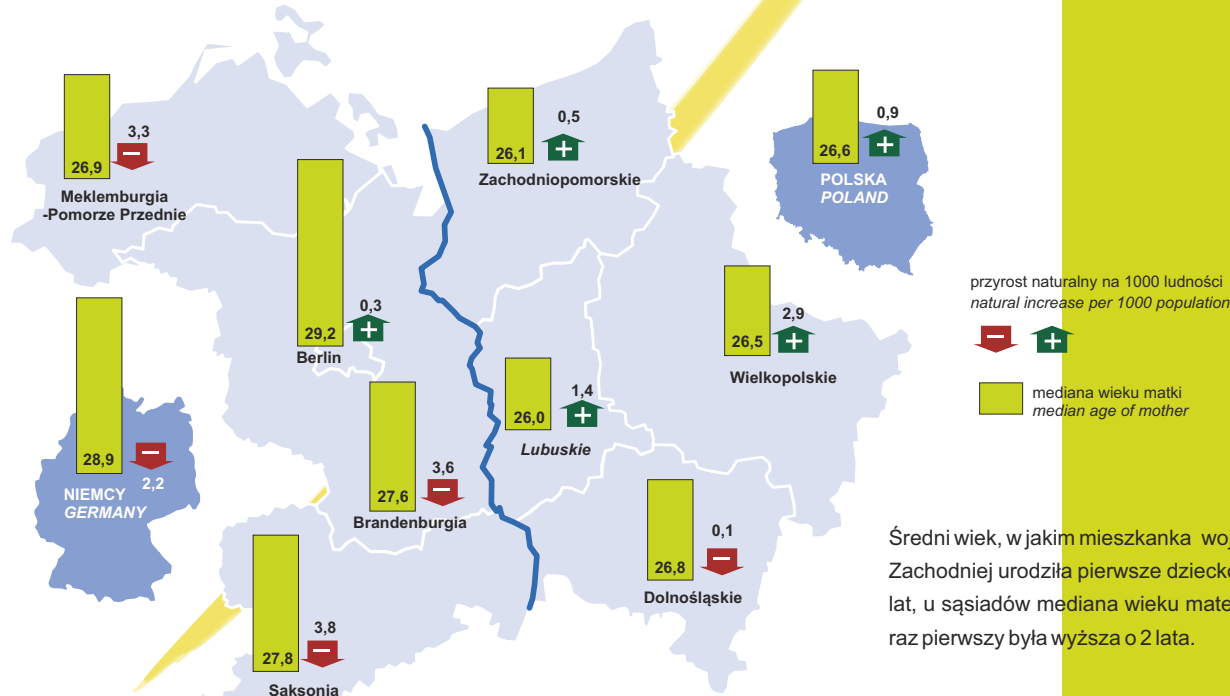 3,3
26,9
Meklemburgia
-Pomorze Przednie
0,5
26,1
Zachodniopomorskie
0,9
26,6
POLSKA
POLAND
0,3
29,2
Berlin
2,9
26,5
Wielkopolskie
przyrost naturalny na 1000 ludności
natural increase per 1000 population
mediana wieku matki
median age of mother
1,4
26,0
Lubuskie
28,9
2,2
NIEMCY
GERMANY
3,6
27,6
Brandenburgia
0,1
26,8
Dolnośląskie
3,8
27,8
Saksonia
Średni wiek, w jakim mieszkanka woj
Zachodniej urodziła pierwsze dziecko
lat, u sąsiadów mediana wieku mate
raz pierwszy była wyższa o 2 lata.